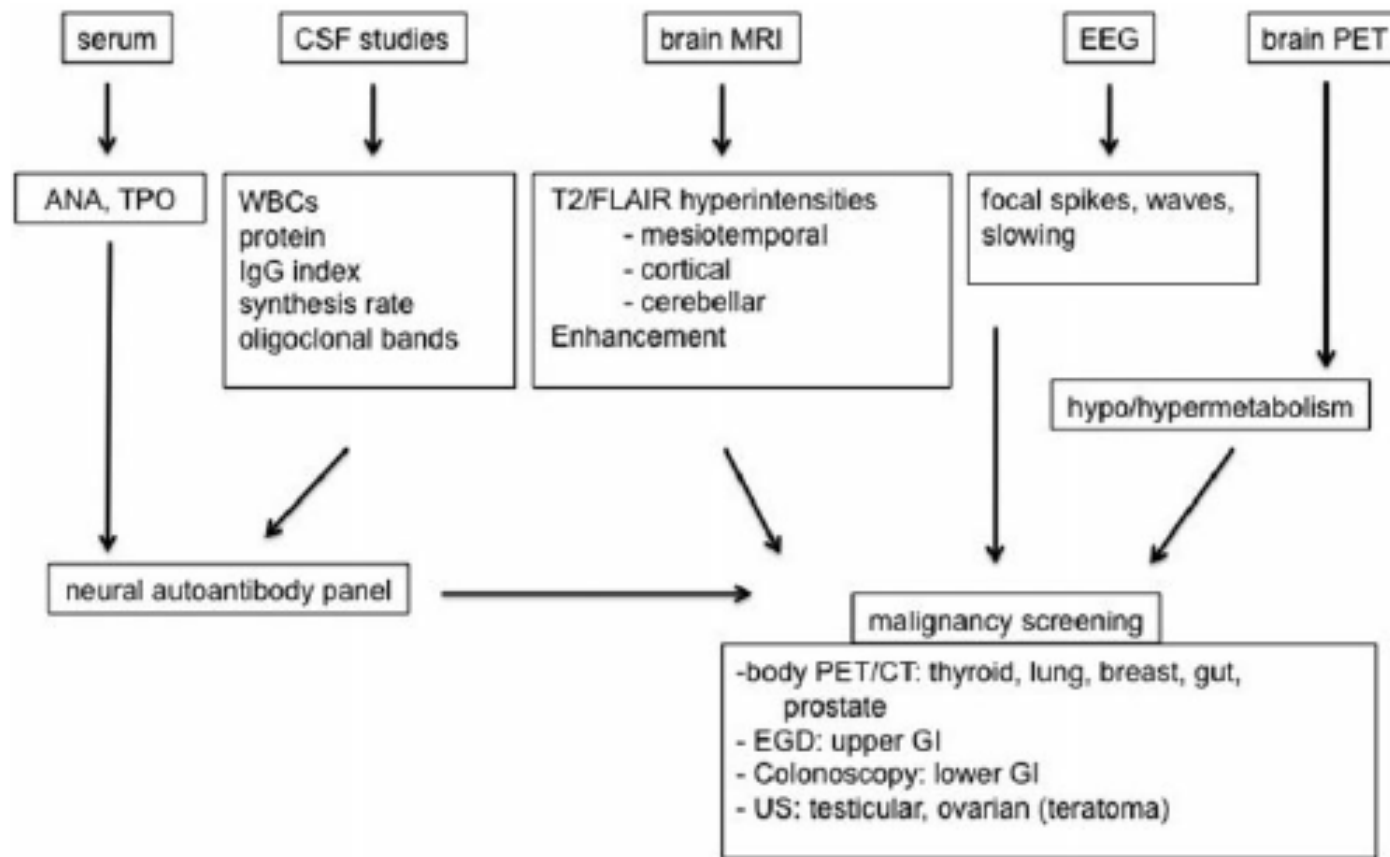 serum
CSF studies
brain MRI
EEG
brain PET
ANA, TPO
WBCs
protein
IgG index
synthesis rate
oligoclonal bands
T2/FLAIR hyperintensities
- mesiotemporal
- cortical
- cerebellar
Enhancement
focal spikes, waves,
slowing
hypo/hypermetabolism
neural autoantibody panel
malignancy screening
-body PET/CT: thyroid, lung, breast, gut,
prostate
- EGD: upper GI
- Colonoscopy: lower GI
- US: testicular, ovarian (teratoma)